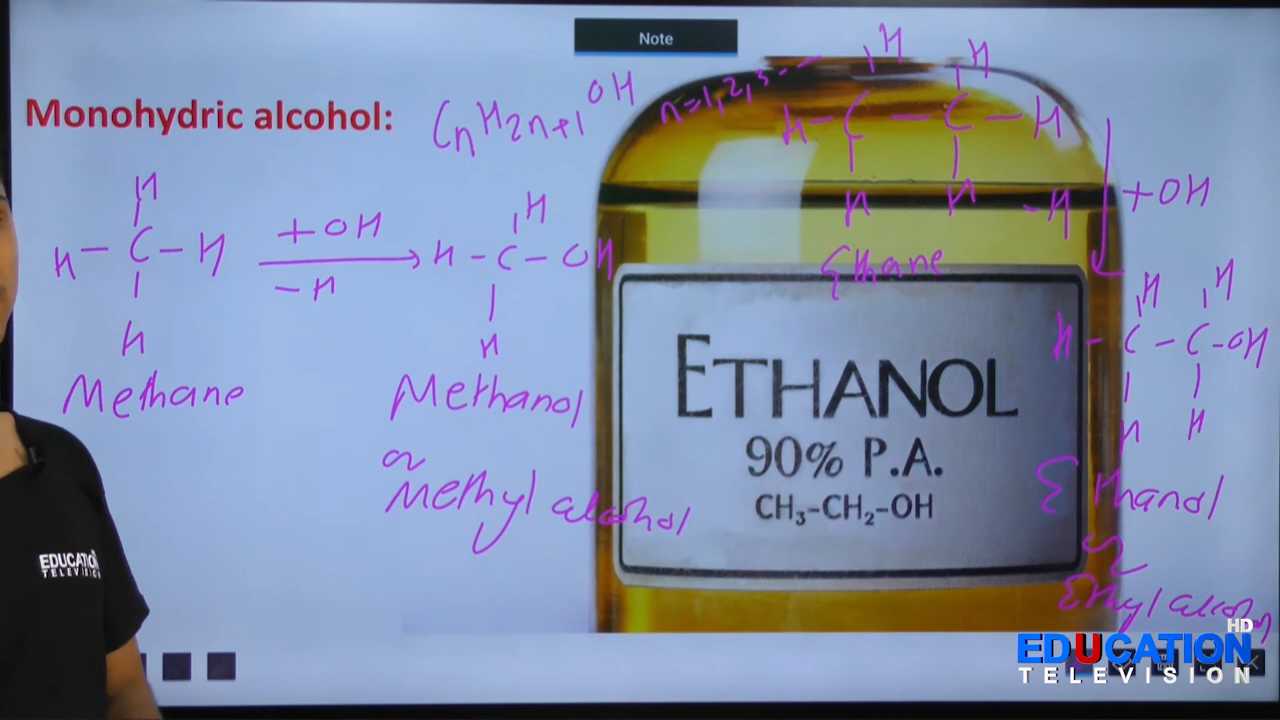 Note
Monohydric alcohol: CnH2n+1OH n=1,2,3---
H H
H-C-C-H
H H
Ethane
-H +OH
H
H-C-H
H
Methane
+OH
-H
H
H-C-OH
H
Methanol
or
Methyl alcohol
H H
H-C-C-OH
H H
Ethanol
or
Ethyl alcohol
ETHANOL
90% P.A.
CH₃-CH₂-OH
EDUCATION
TELEVISION
EDUCATION HD
TELEVISION